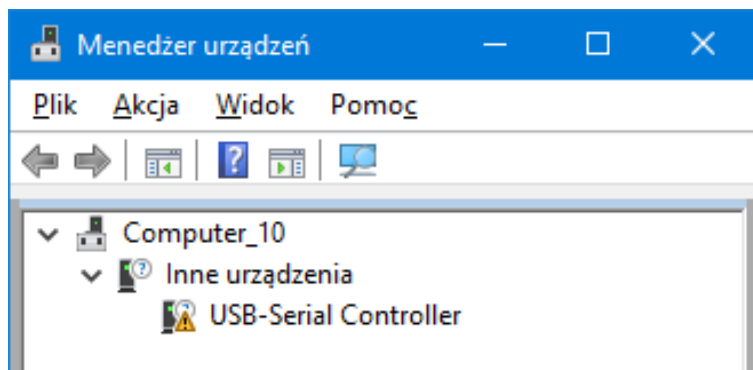 Menedżer urządzeń
Plik Akcja Widok Pomoc
Computer_10
Inne urządzenia
USB-Serial Controller